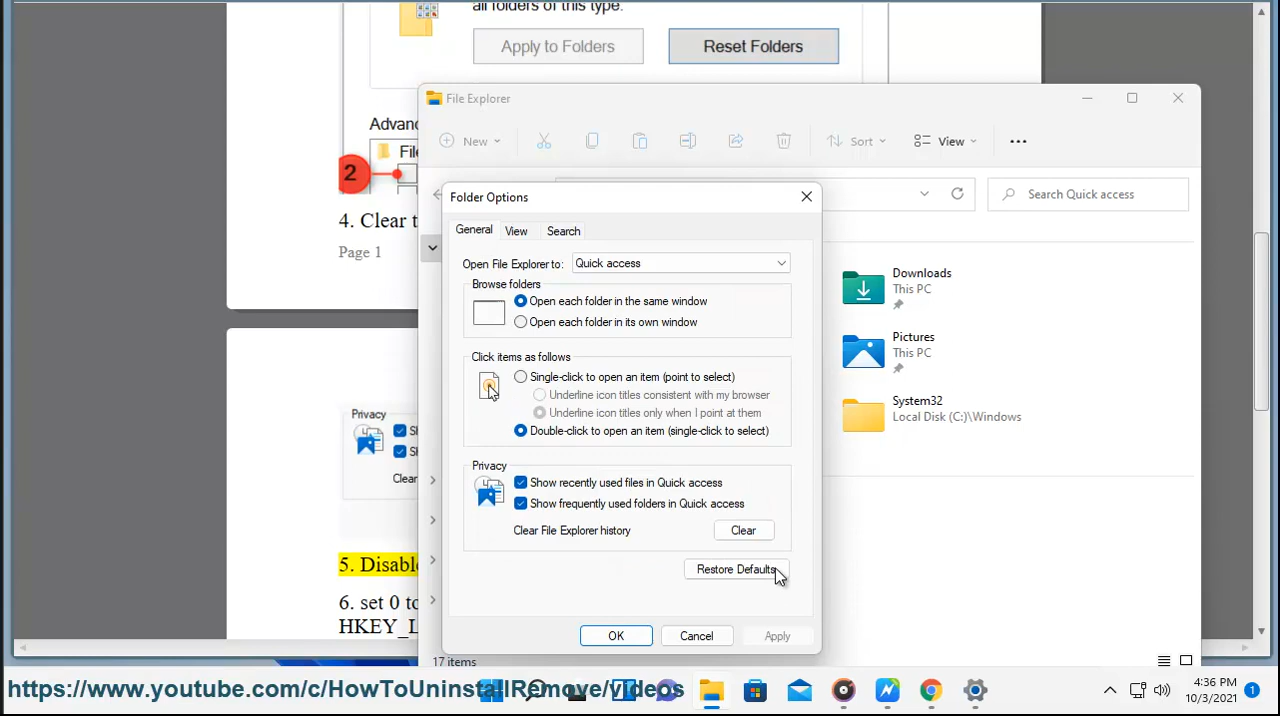 all folders of this type.
Apply to Folders
Reset Folders
File Explorer
Advanc
New
Sort
View
Fil
2
Folder Options
Search Quick access
4. Clear t
General
View
Search
Page 1
Open File Explorer to:
Quick access
Downloads
This PC
Browse folders
Open each folder in the same window
Open each folder in its own window
Pictures
This PC
Click items as follows
Single-click to open an item (point to select)
Underline icon titles consistent with my browser
Underline icon titles only when I point at them
Double-click to open an item (single-click to select)
System32
Local Disk (C:)\Windows
Privacy
Clear
Privacy
Show recently used files in Quick access
Show frequently used folders in Quick access
Clear File Explorer history
Clear
5. Disable
Restore Defaults
6. set 0 to
HKEY_L
OK
Cancel
Apply
17 items
https://www.youtube.com/c/HowToUninstallRemove/videos
4:36 PM
10/3/2021
1